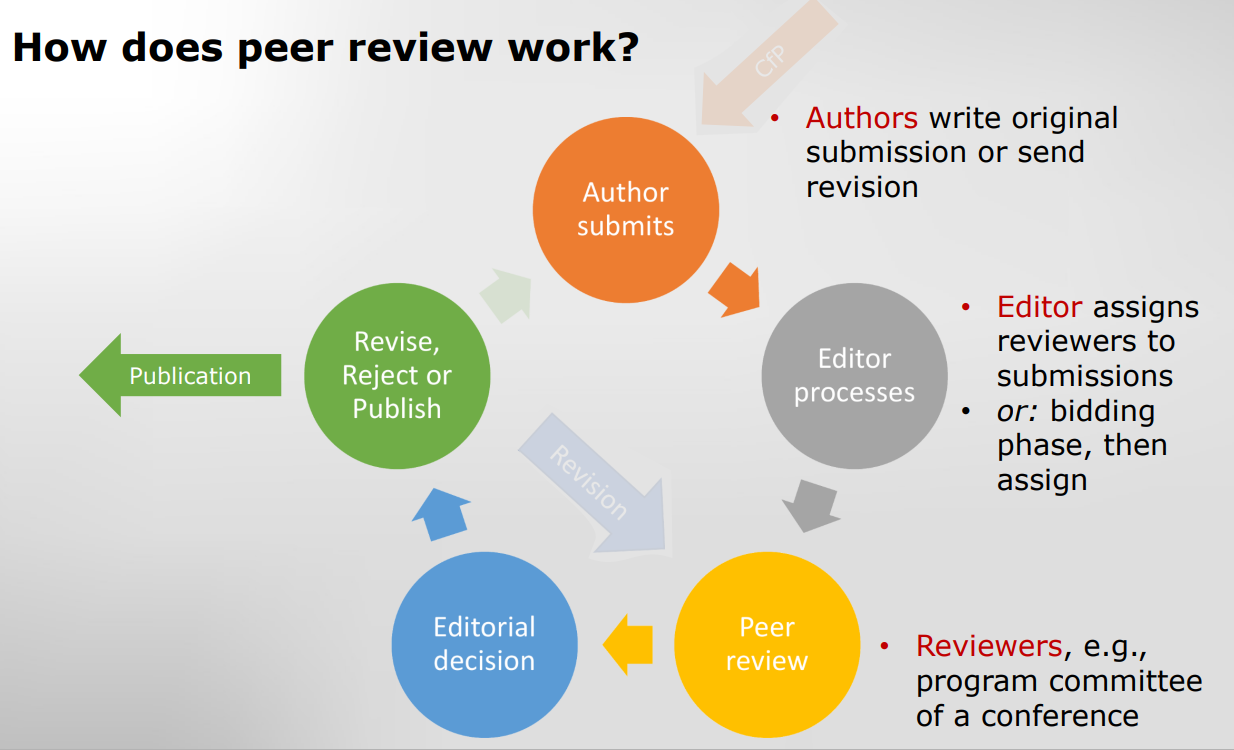 How does peer review work?
CfP
Author
submits
• Authors write original
submission or send
revision
Editor
processes
• Editor assigns
reviewers to
submissions
• or: bidding
phase, then
assign
Peer
review
• Reviewers, e.g.,
program committee
of a conference
Editorial
decision
Revise,
Reject or
Publish
Publication
Revision